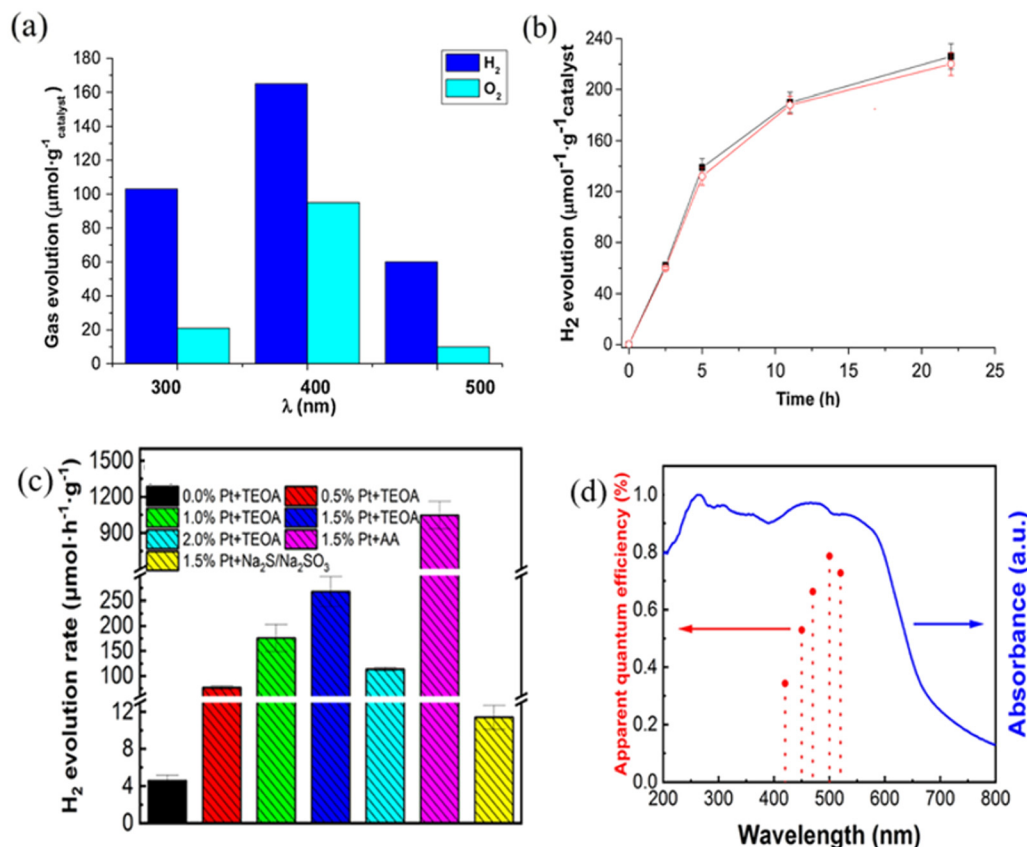 (a)
Gas evolution (μmol·g⁻¹catalyst)
180
160
140
120
100
80
60
40
20
0
H₂
O₂
300
400
500
λ (nm)
(b)
H₂ evolution (μmol⁻¹·g⁻¹catalyst
240
200
160
120
80
40
0
0
5
10
15
20
25
Time (h)
(c)
H₂ evolution rate (μmol·h⁻¹·g⁻¹)
1500
1200
900
250
200
150
100
12
8
4
0
0.0% Pt+TEOA
0.5% Pt+TEOA
1.0% Pt+TEOA
1.5% Pt+TEOA
2.0% Pt+TEOA
1.5% Pt+AA
1.5% Pt+Na₂S/Na₂SO₃
(d)
Apparent quantum efficiency (%)
1.0
0.8
0.6
0.4
0.2
0.0
200
300
400
500
600
700
800
Wavelength (nm)
Absorbance (a.u.)